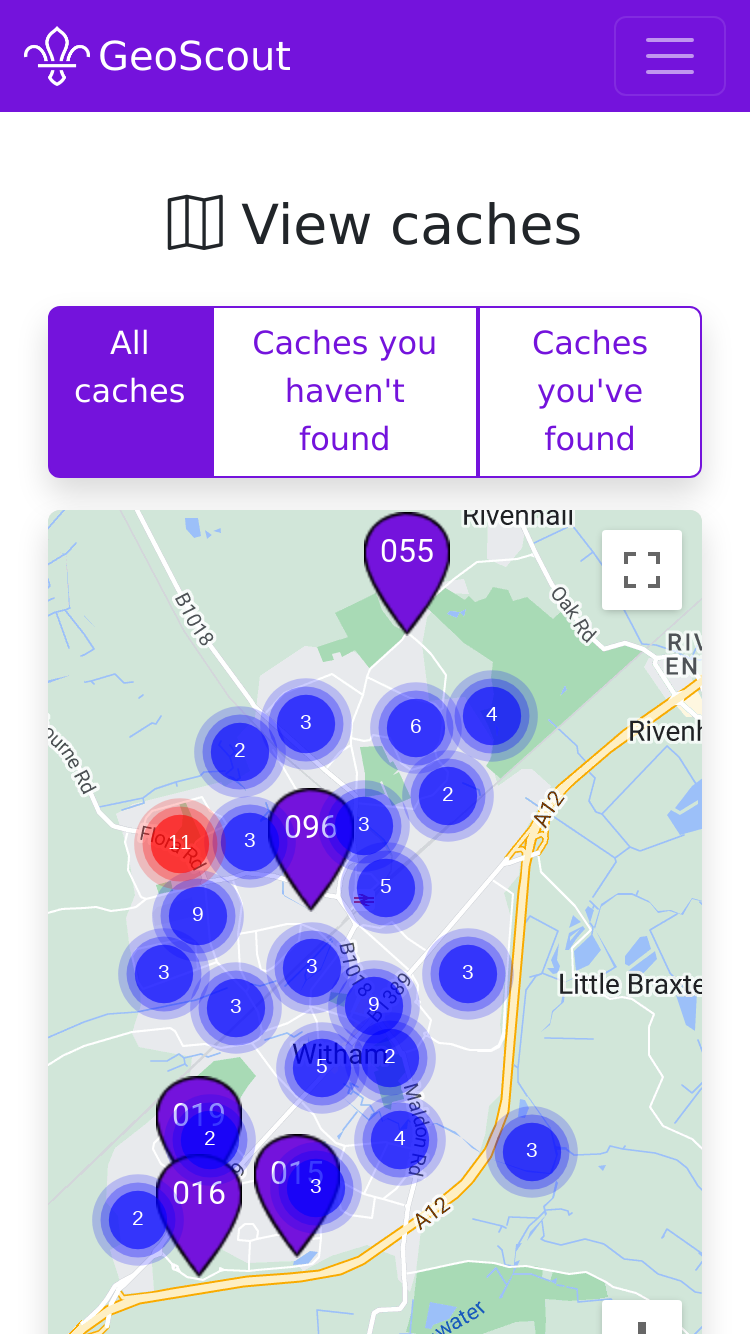 GeoScout
View caches
All
caches
Caches you
haven't
found
Caches
you've
found
Rivenhall
055
B1018
Oak Rd
RIV
EN
3
4
6
2
Rivenh
ourne Rd
2
A12
096
3
11
3
Flora Rd
5
9
B1018
3
3
3
Little Braxte
B1389
9
3
Witham
2
5
Maldon Rd
019
2
4
3
015
3
016
2
A12
water